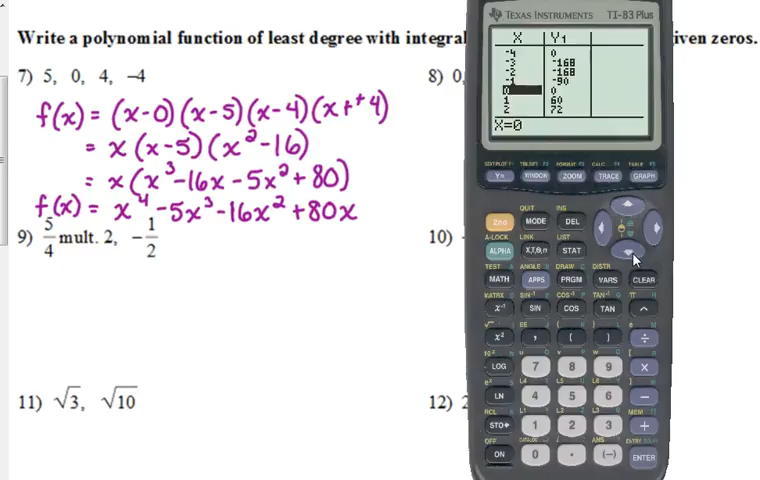 Write a polynomial function of least degree with integral
ven zeros.
7) 5, 0, 4, −4
8) 0,
f(x) = (x-0)(x-5)(x-4)(x++4)
= x(x-5)(x²-16)
= x(x³-16x-5x²+80)
f(x) = x⁴-5x³-16x²+80x
9) 5/4 mult. 2, −1/2
10) -
11) √3, √10
12) 2
TEXAS INSTRUMENTS TI-83 Plus
X Y₁
-4 0
-3 -168
-2 -168
-1 -90
0 0
1 60
2 72
X=0
STAT PLOT F1 TBLSET F2 FORMAT F3 CALC F4 TABLE F5
Y= WINDOW ZOOM TRACE GRAPH
QUIT INS
2nd MODE DEL
A-LOCK LINK LIST
ALPHA X,T,θ,n STAT
TEST A ANGLE B DRAW C DISTR
MATH APPS PRGM VARS CLEAR
MATRX D SIN⁻¹ E COS⁻¹ F TAN⁻¹ G π H
x⁻¹ SIN COS TAN ^
√ I EE J { K } L e M
x² , ( ) ÷
10ˣ N
LOG 7 8 9 ×
eˣ S L4 T L5 U L6 V
LN 4 5 6 −
RCL X L1 Y L2 Z L3 θ MEM "
STO▸ 1 2 3 +
OFF CATALOG i ANS ? ENTRY SOLVE
ON 0 . (−) ENTER